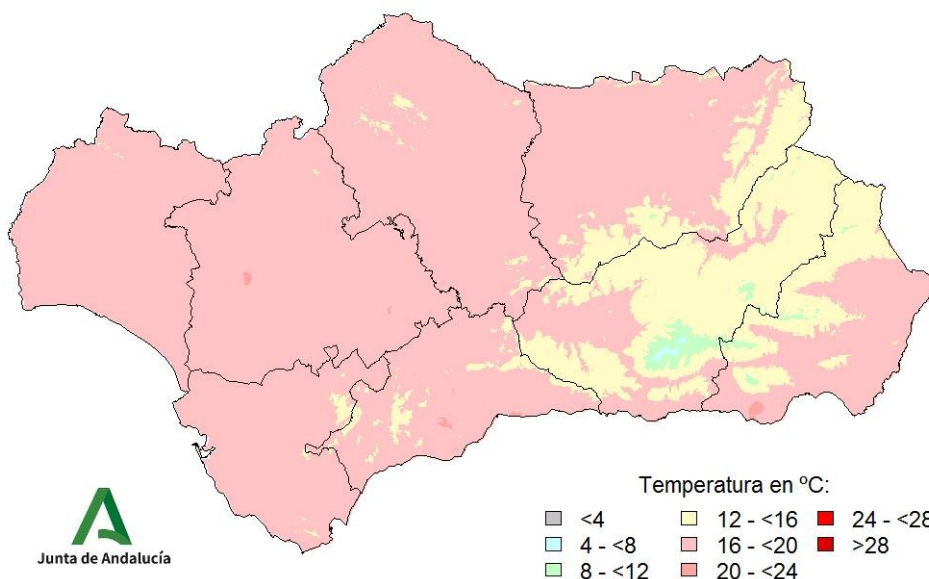 Temperatura en ºC:
<4
12 - <16
24 - <28
4 - <8
16 - <20
>28
8 - <12
20 - <24
Junta de Andalucía